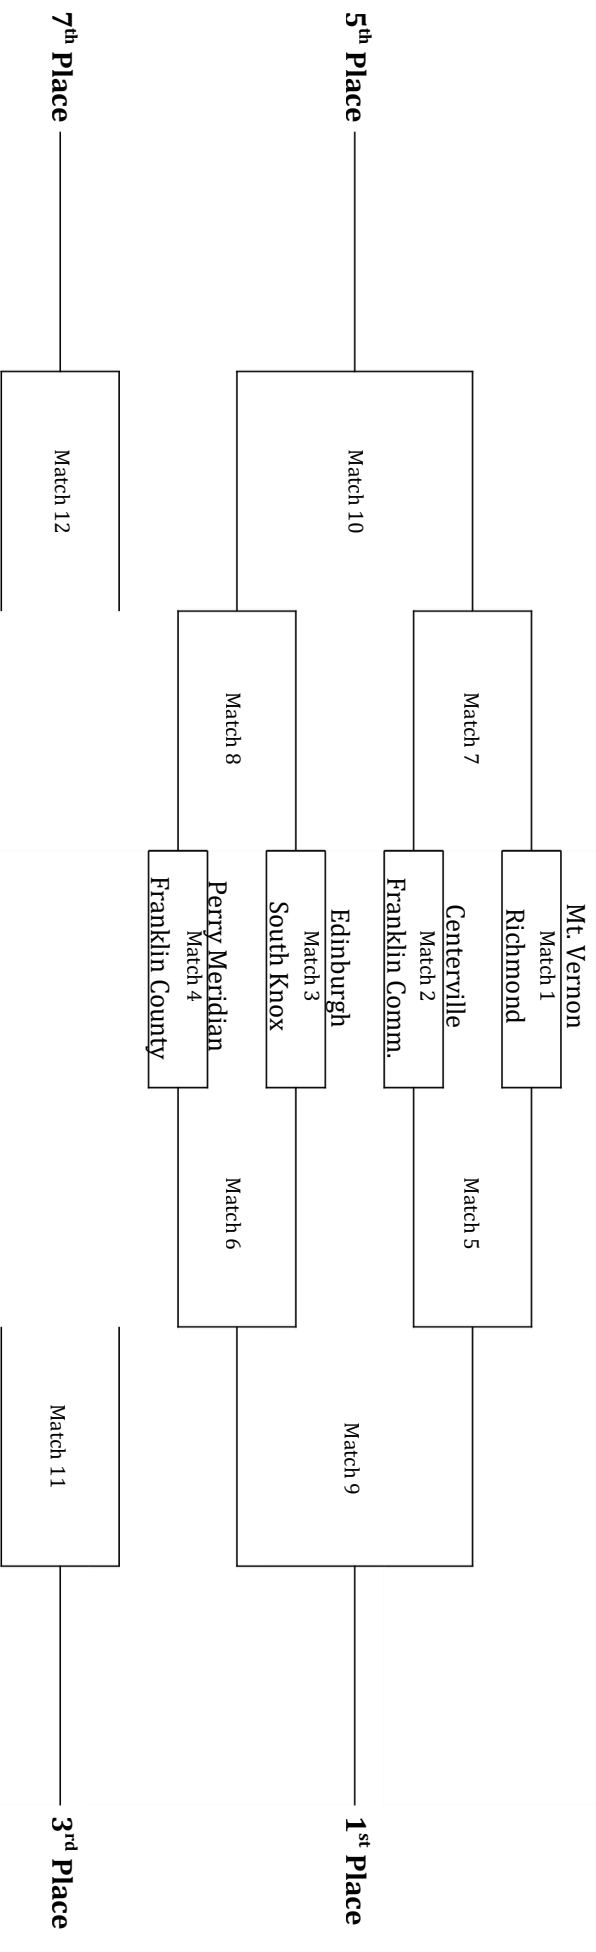 Mt. Vernon
Match 1
Richmond
Match 7
Match 5
Centerville
Match 2
Franklin Comm.
5th Place
Match 10
Match 9
1st Place
Edinburgh
Match 3
South Knox
Match 8
Match 6
Perry Meridian
Match 4
Franklin County
7th Place
Match 12
Match 11
3rd Place